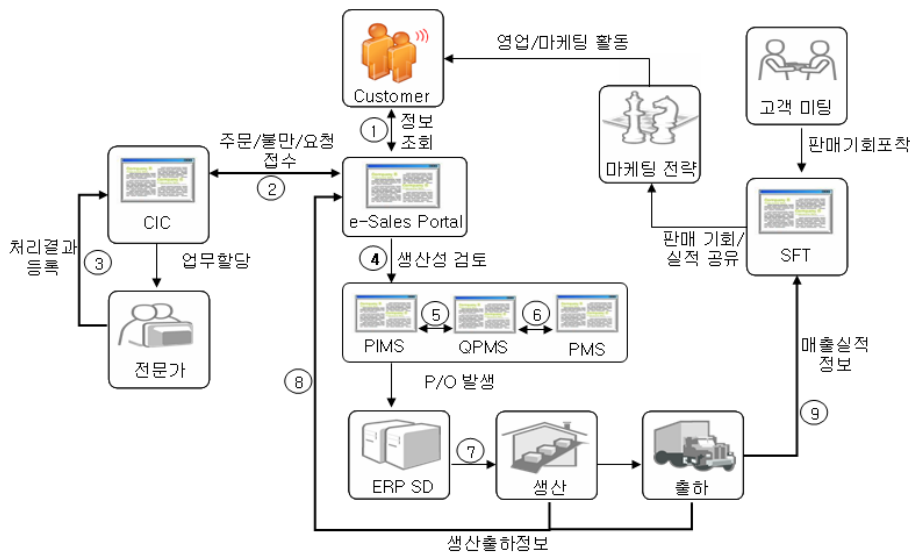 영업/마케팅 활동
Customer
고객 미팅
①
정보
조회
주문/불만/요청
접수
②
마케팅 전략
판매기회포착
CIC
e-Sales Portal
판매 기회/
실적 공유
SFT
처리결과
등록
③
업무할당
④
생산성 검토
PIMS
⑤
QPMS
⑥
PMS
전문가
⑧
P/O 발생
매출실적
정보
⑨
ERP SD
⑦
생산
출하
생산출하정보